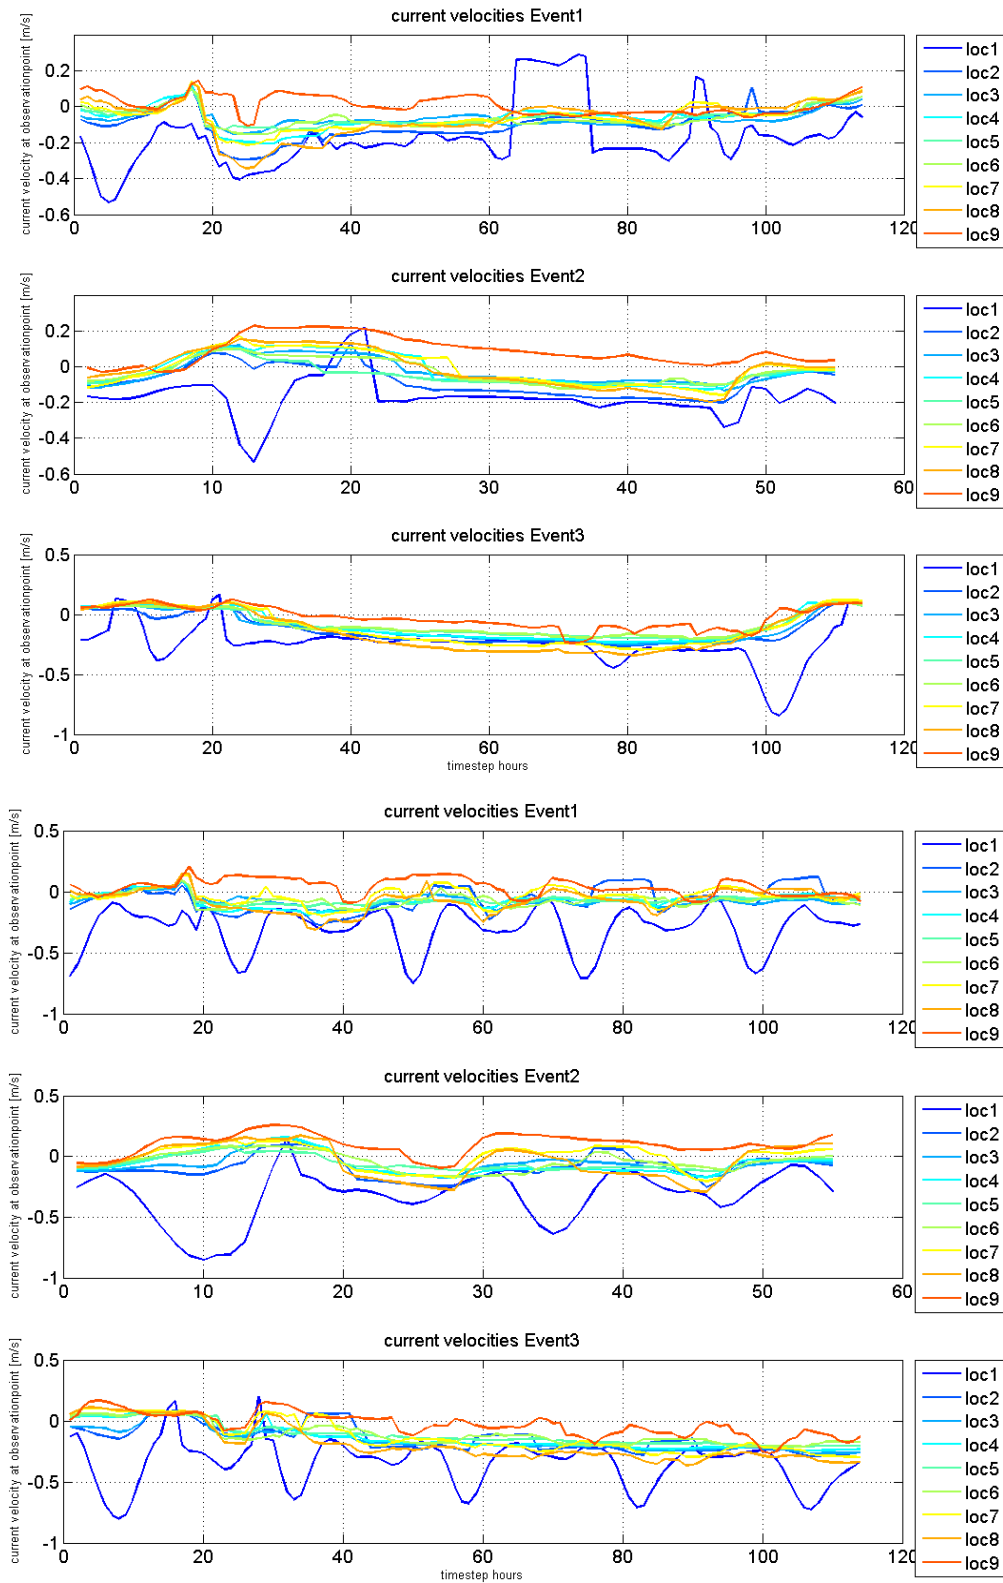 current velocities Event1
current velocity at observationpoint [m/s]
0.2
0
-0.2
-0.4
-0.6
0 20 40 60 80 100 120
loc1
loc2
loc3
loc4
loc5
loc6
loc7
loc8
loc9
current velocities Event2
current velocity at observationpoint [m/s]
0.2
0
-0.2
-0.4
-0.6
0 10 20 30 40 50 60
loc1
loc2
loc3
loc4
loc5
loc6
loc7
loc8
loc9
current velocities Event3
current velocity at observationpoint [m/s]
0.5
0
-0.5
-1
0 20 40 60 80 100 120
timestep hours
loc1
loc2
loc3
loc4
loc5
loc6
loc7
loc8
loc9
current velocities Event1
current velocity at observationpoint [m/s]
0.5
0
-0.5
-1
0 20 40 60 80 100 120
loc1
loc2
loc3
loc4
loc5
loc6
loc7
loc8
loc9
current velocities Event2
current velocity at observationpoint [m/s]
0.5
0
-0.5
-1
0 10 20 30 40 50 60
loc1
loc2
loc3
loc4
loc5
loc6
loc7
loc8
loc9
current velocities Event3
current velocity at observationpoint [m/s]
0.5
0
-0.5
-1
0 20 40 60 80 100 120
timestep hours
loc1
loc2
loc3
loc4
loc5
loc6
loc7
loc8
loc9